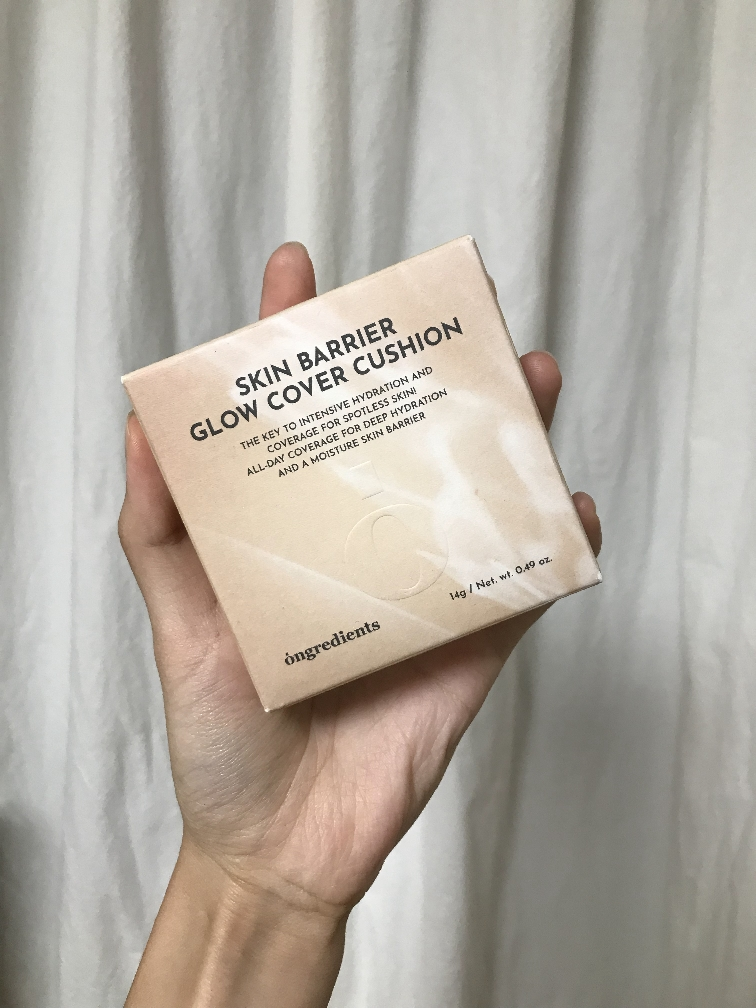 SKIN BARRIER
GLOW COVER CUSHION
THE KEY TO INTENSIVE HYDRATION AND
COVERAGE FOR SPOTLESS SKIN!
ALL-DAY COVERAGE FOR DEEP HYDRATION
AND A MOISTURE SKIN BARRIER
14g / Net. wt. 0.49 oz.
ȯngredients